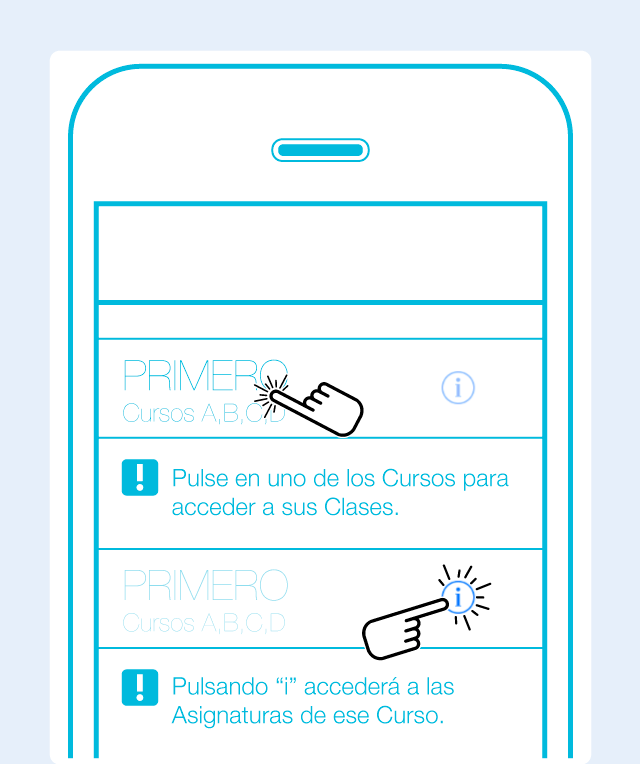 PRIMERO
Cursos A,B,C,D
i
Pulse en uno de los Cursos para
acceder a sus Clases.
PRIMERO
Cursos A,B,C,D
i
Pulsando “i” accederá a las
Asignaturas de ese Curso.